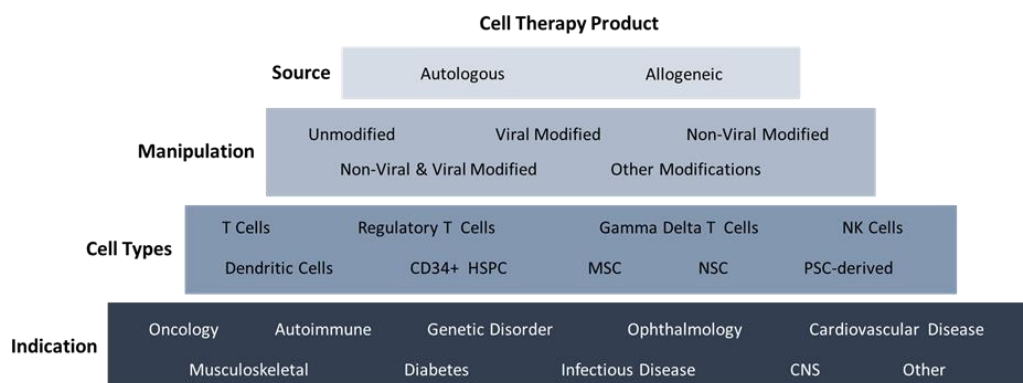 Cell Therapy Product
Source
Autologous Allogeneic
Manipulation
Unmodified Viral Modified Non-Viral Modified
Non-Viral & Viral Modified Other Modifications
Cell Types
T Cells Regulatory T Cells Gamma Delta T Cells NK Cells
Dendritic Cells CD34+ HSPC MSC NSC PSC-derived
Indication
Oncology Autoimmune Genetic Disorder Ophthalmology Cardiovascular Disease
Musculoskeletal Diabetes Infectious Disease CNS Other